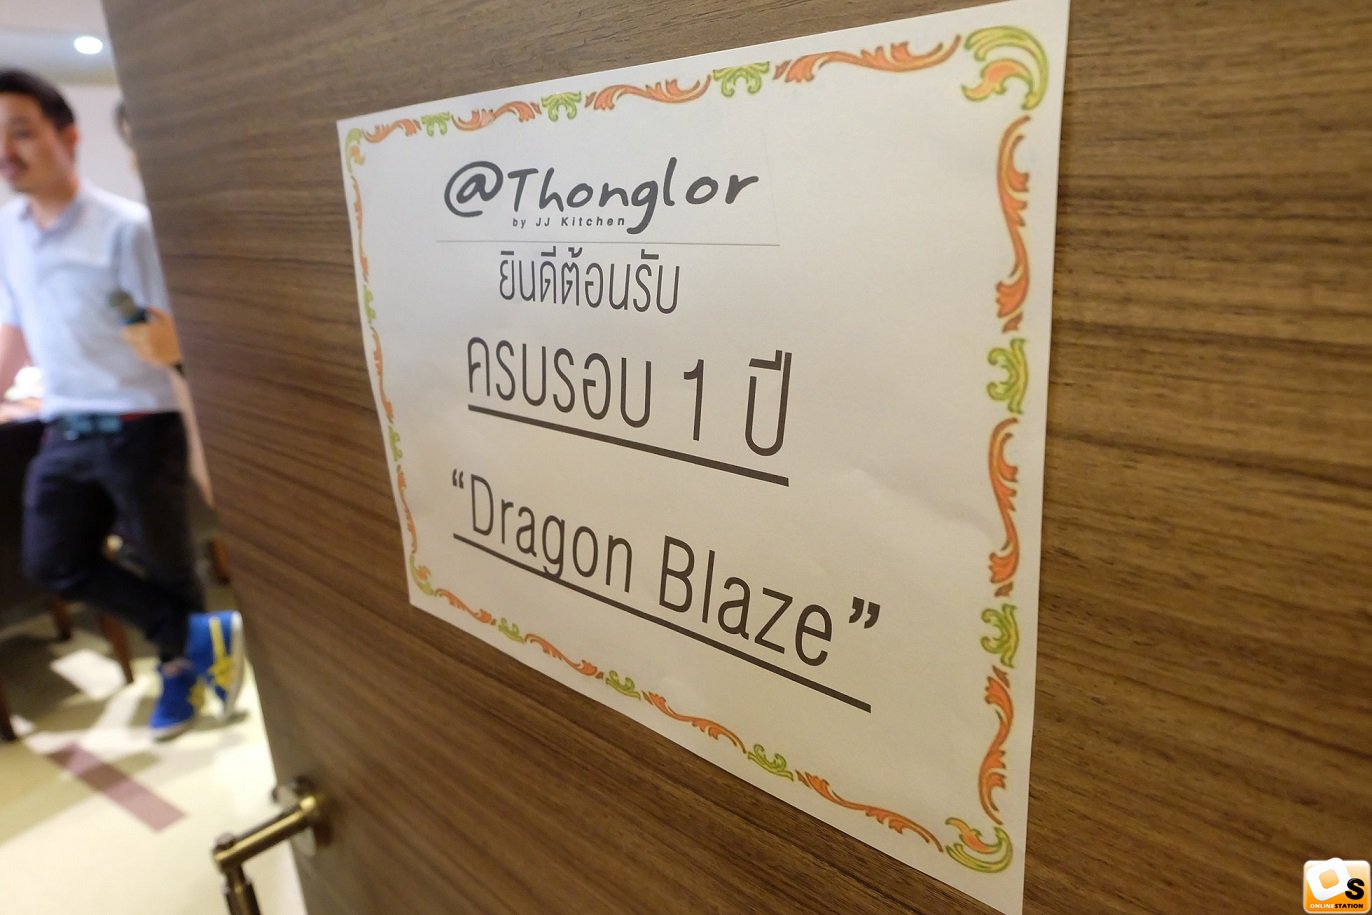 @Thonglor
by JJ Kitchen
ยินดีต้อนรับ
ครบรอบ 1 ปี
“Dragon Blaze”
OS
ONLINESTATION